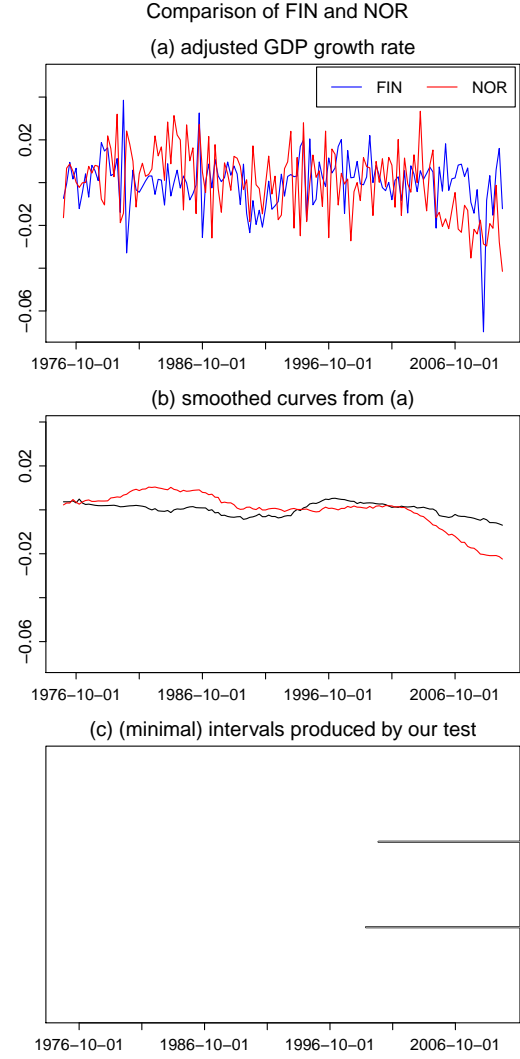 Comparison of FIN and NOR
(a) adjusted GDP growth rate
FIN NOR
0.02
−0.02
−0.06
1976−10−01 1986−10−01 1996−10−01 2006−10−01
(b) smoothed curves from (a)
0.02
−0.02
−0.06
1976−10−01 1986−10−01 1996−10−01 2006−10−01
(c) (minimal) intervals produced by our test
1976−10−01 1986−10−01 1996−10−01 2006−10−01